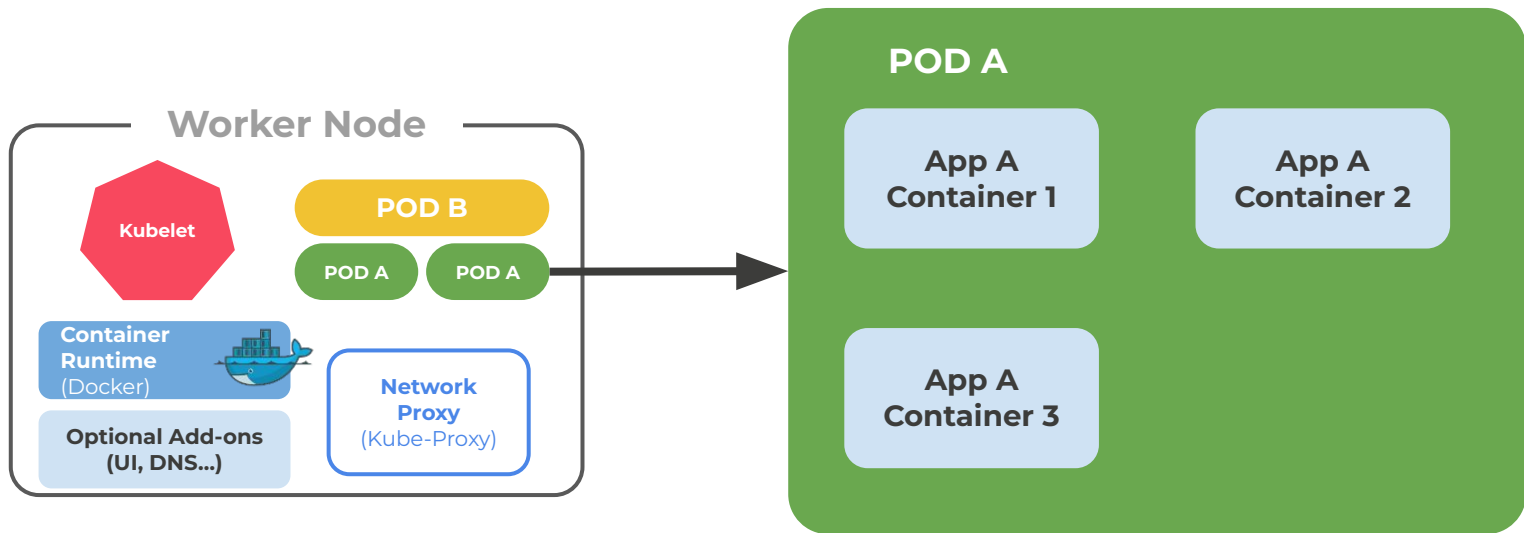 Worker Node
Kubelet
POD B
POD A
POD A
Container
Runtime
(Docker)
Optional Add-ons
(UI, DNS...)
Network
Proxy
(Kube-Proxy)
POD A
App A
Container 1
App A
Container 2
App A
Container 3